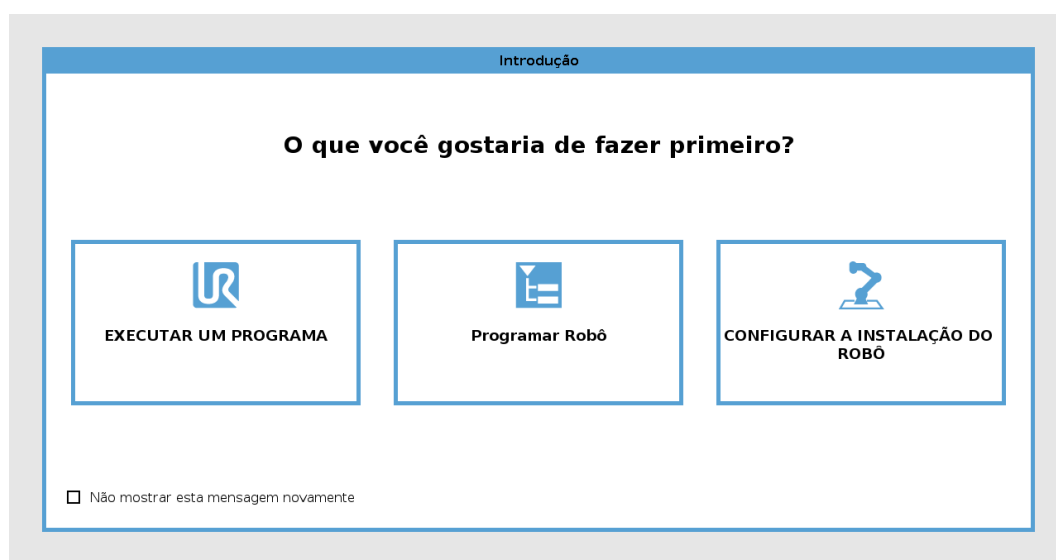 Introdução
O que você gostaria de fazer primeiro?
UR
EXECUTAR UM PROGRAMA
Programar Robô
CONFIGURAR A INSTALAÇÃO DO
ROBÔ
Não mostrar esta mensagem novamente